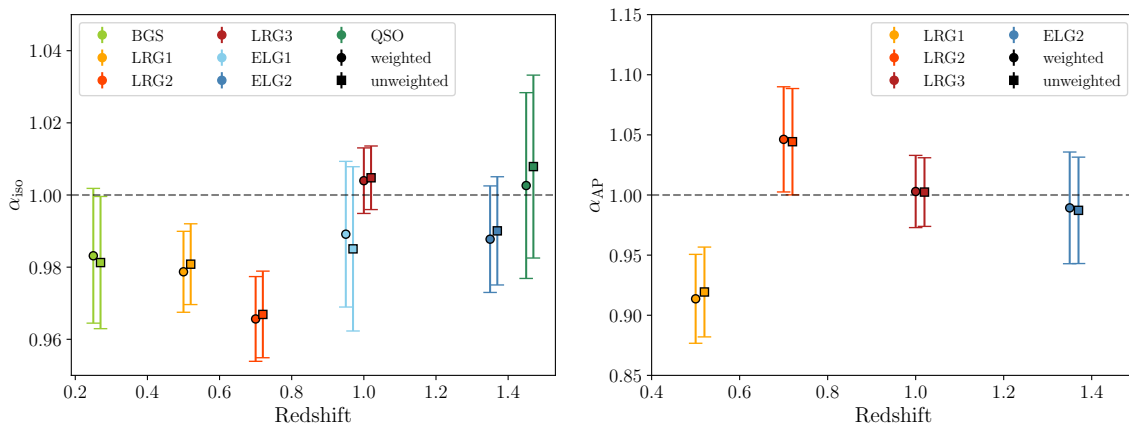 1.04
1.02
1.00
0.98
0.96
α_iso
BGS
LRG1
LRG2
LRG3
ELG1
ELG2
QSO
weighted
unweighted
0.2 0.4 0.6 0.8 1.0 1.2 1.4
Redshift
1.15
1.10
1.05
1.00
0.95
0.90
0.85
α_AP
LRG1
LRG2
LRG3
ELG2
weighted
unweighted
0.4 0.6 0.8 1.0 1.2 1.4
Redshift